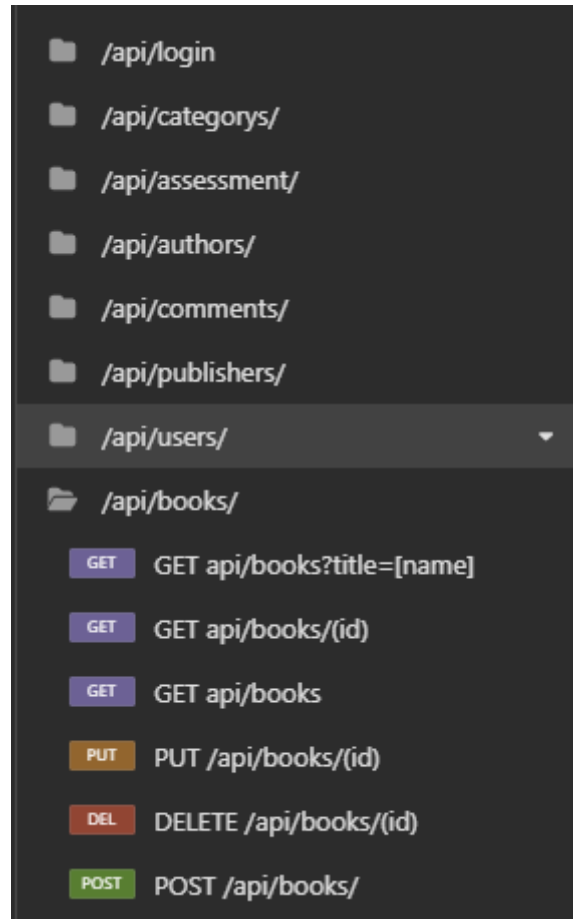 /api/login
/api/categorys/
/api/assessment/
/api/authors/
/api/comments/
/api/publishers/
/api/users/
/api/books/
GET GET api/books?title=[name]
GET GET api/books/(id)
GET GET api/books
PUT PUT /api/books/(id)
DEL DELETE /api/books/(id)
POST POST /api/books/